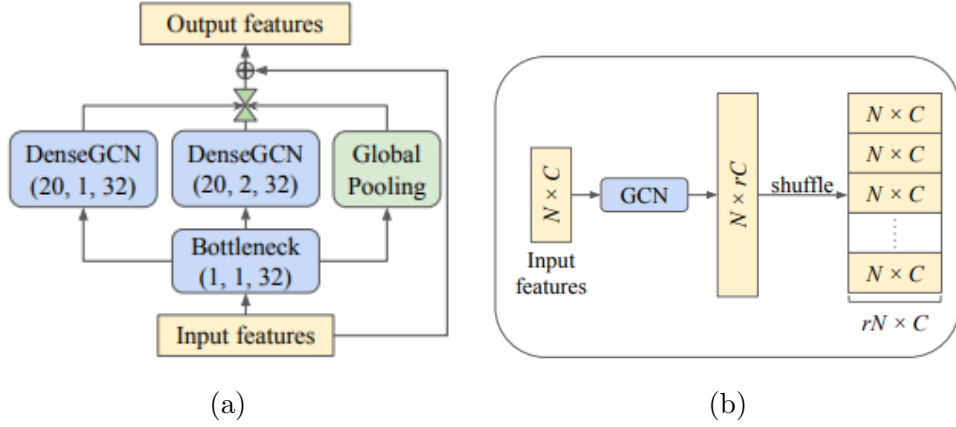 Output features
⊕
DenseGCN
(20, 1, 32)
DenseGCN
(20, 2, 32)
Global
Pooling
Bottleneck
(1, 1, 32)
Input features
(a)
N × C
Input
features
GCN
N × rC
shuffle
N × C
N × C
N × C
N × C
rN × C
(b)